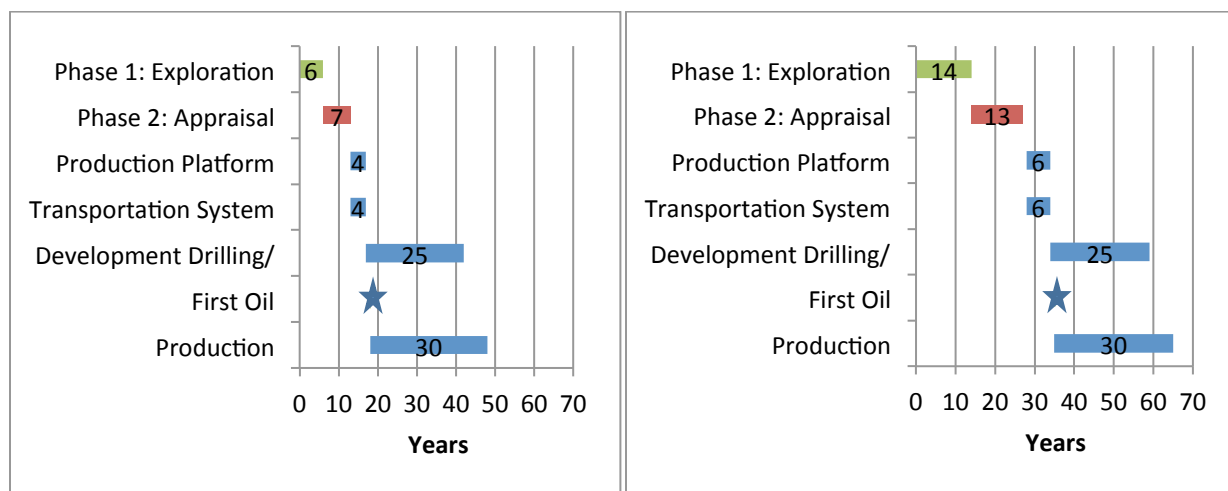 Phase 1: Exploration
6
Phase 2: Appraisal
7
Production Platform
4
Transportation System
4
Development Drilling/
25
First Oil
Production
30
0 10 20 30 40 50 60 70
Years
Phase 1: Exploration
14
Phase 2: Appraisal
13
Production Platform
6
Transportation System
6
Development Drilling/
25
First Oil
Production
30
0 10 20 30 40 50 60 70
Years